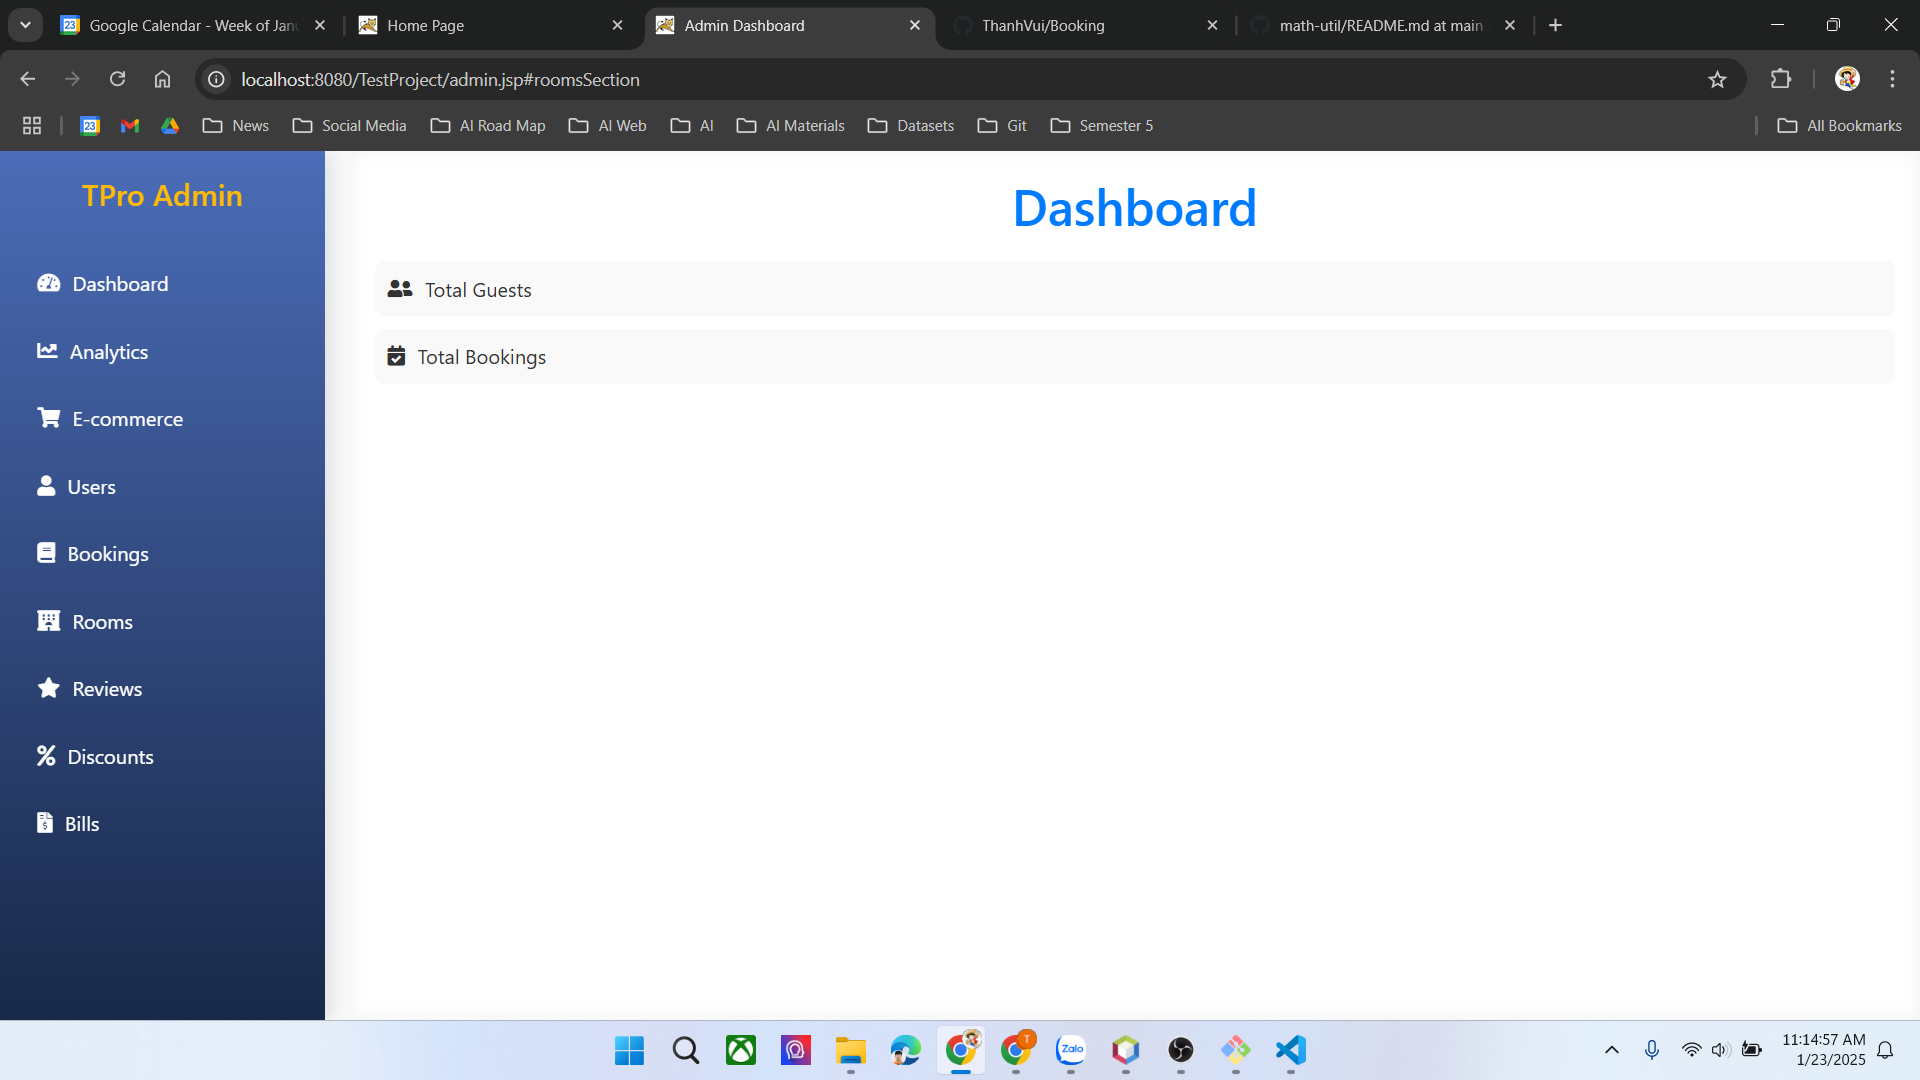 Google Calendar - Week of Jan
Home Page
Admin Dashboard
ThanhVui/Booking
math-util/README.md at main
localhost:8080/TestProject/admin.jsp#roomsSection
23
News
Social Media
AI Road Map
AI Web
AI
AI Materials
Datasets
Git
Semester 5
All Bookmarks
TPro Admin
Dashboard
Analytics
E-commerce
Users
Bookings
Rooms
Reviews
Discounts
Bills
Dashboard
Total Guests
Total Bookings
T
Zalo
11:14:57 AM
1/23/2025